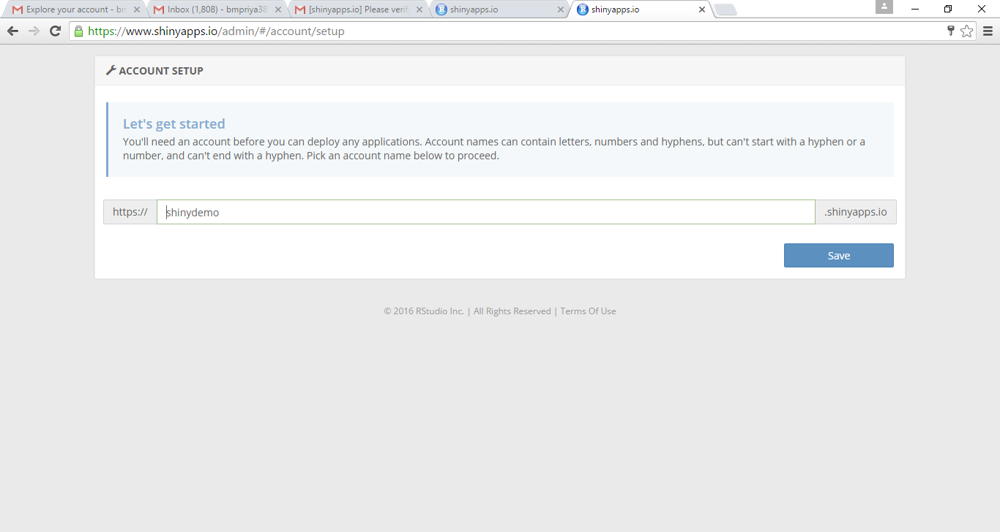 Explore your account - bm
Inbox (1,808) - bmpriya38
[shinyapps.io] Please verif
shinyapps.io
shinyapps.io
https://www.shinyapps.io/admin/#/account/setup
ACCOUNT SETUP
Let's get started
You'll need an account before you can deploy any applications. Account names can contain letters, numbers and hyphens, but can't start with a hyphen or a
number, and can't end with a hyphen. Pick an account name below to proceed.
https:// shinydemo .shinyapps.io
Save
© 2016 RStudio Inc. | All Rights Reserved | Terms Of Use